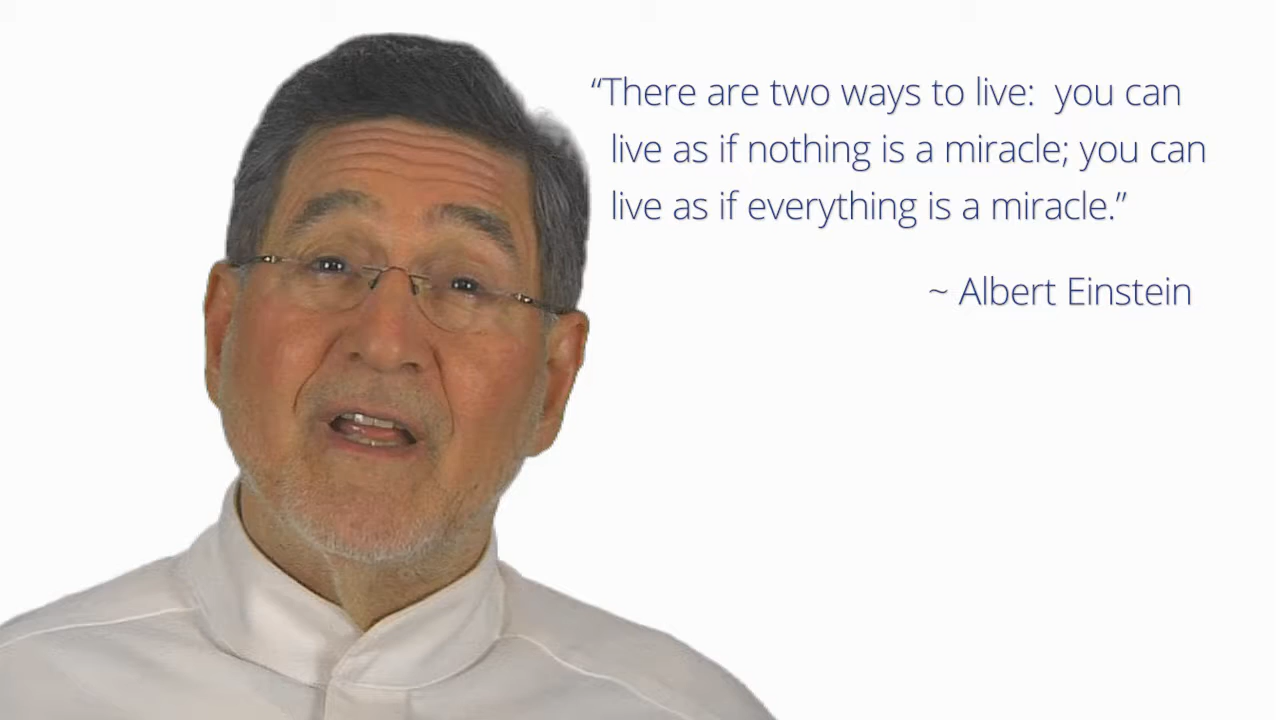 “There are two ways to live:  you can
live as if nothing is a miracle; you can
live as if everything is a miracle.”
~ Albert Einstein